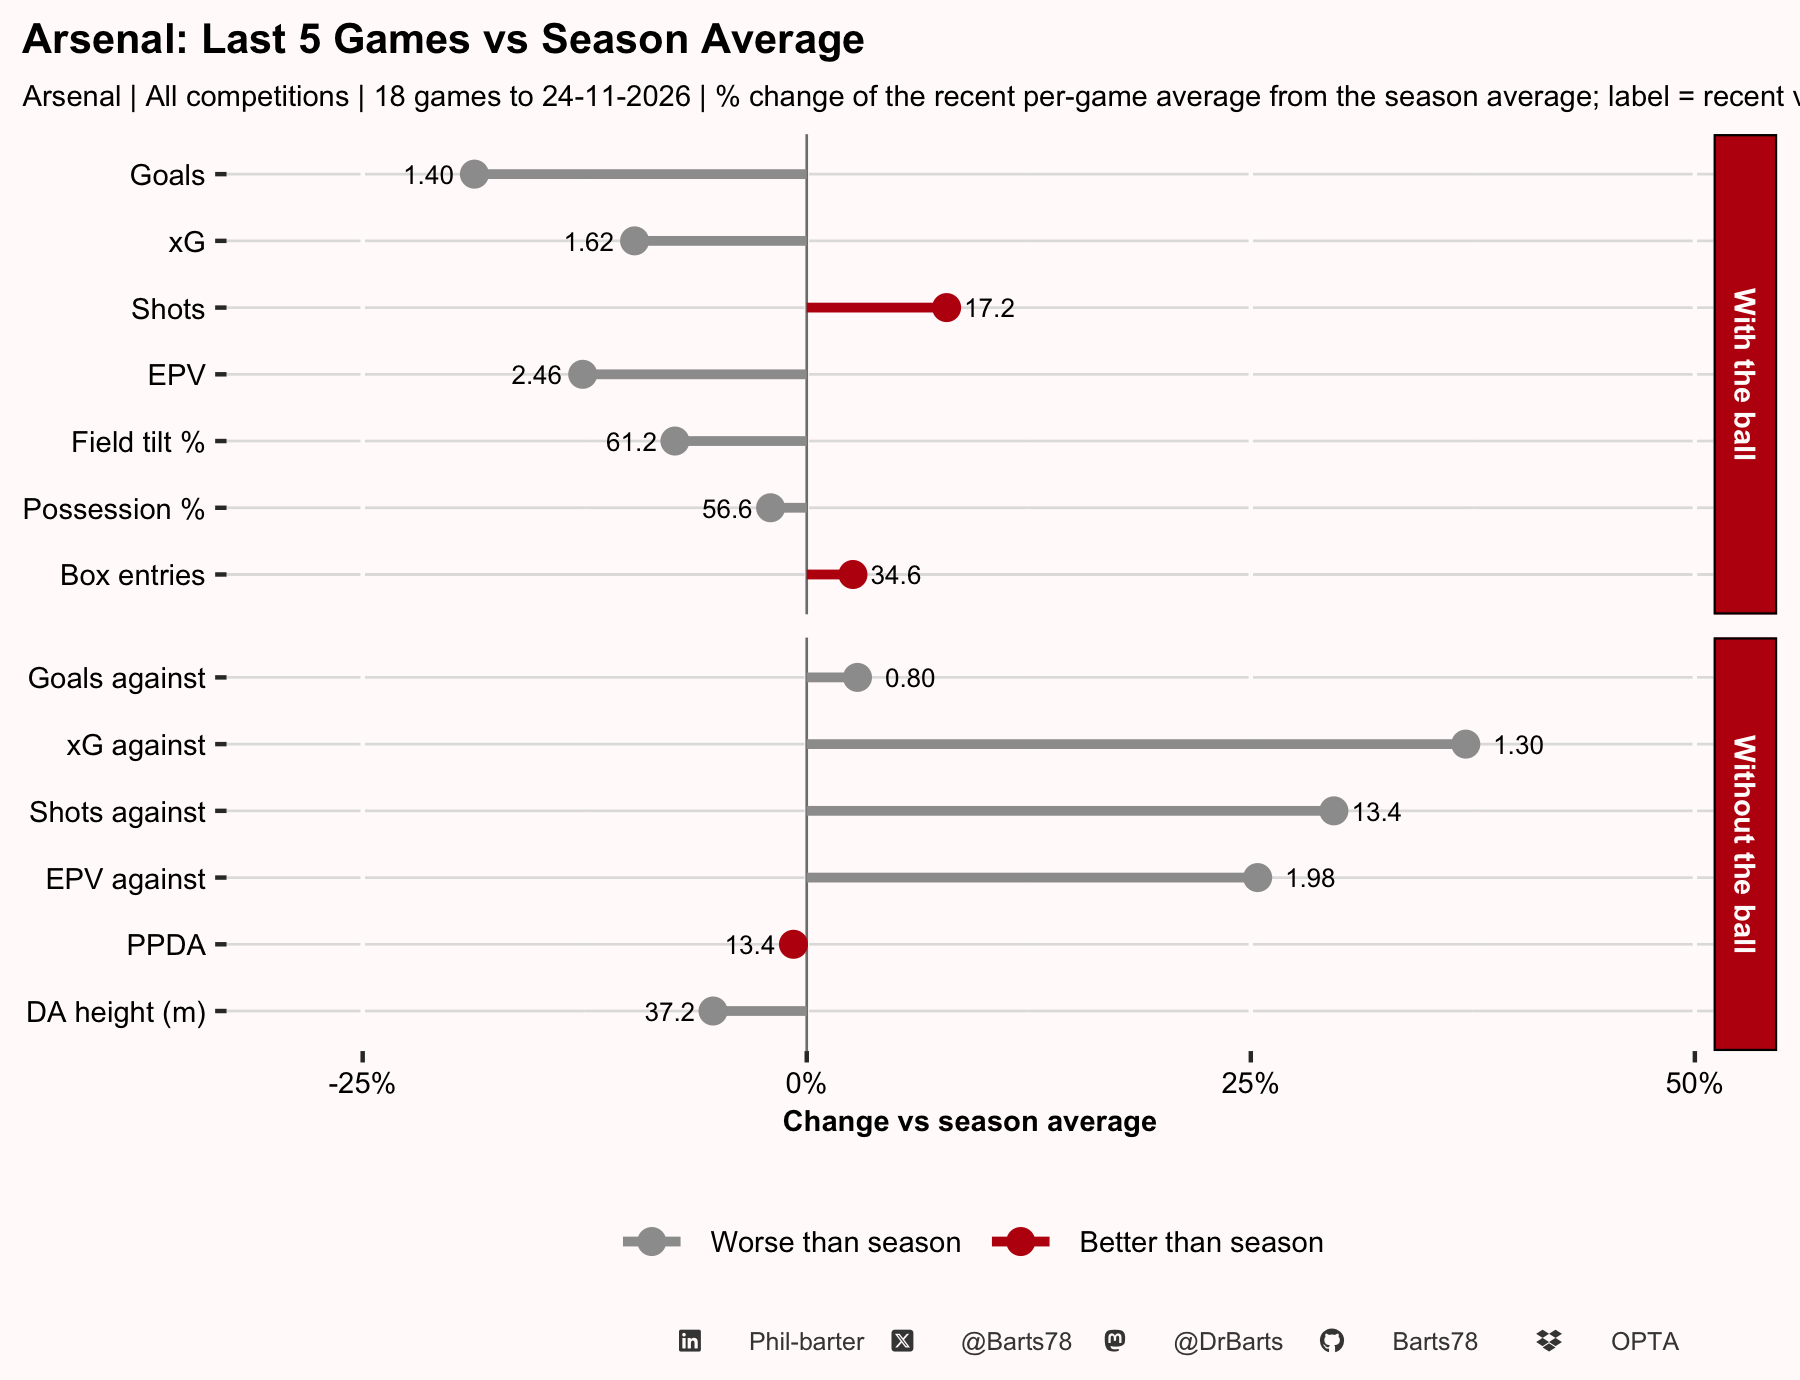 Arsenal: Last 5 Games vs Season Average
Arsenal | All competitions | 18 games to 24-11-2026 | % change of the recent per-game average from the season average; label = recent
Goals
1.40
xG
1.62
Shots
17.2
EPV
2.46
Field tilt %
61.2
Possession %
56.6
Box entries
34.6
With the ball
Goals against
0.80
xG against
1.30
Shots against
13.4
EPV against
1.98
PPDA
13.4
DA height (m)
37.2
Without the ball
-25% 0% 25% 50%
Change vs season average
Worse than season Better than season
Phil-barter @Barts78 @DrBarts Barts78 OPTA